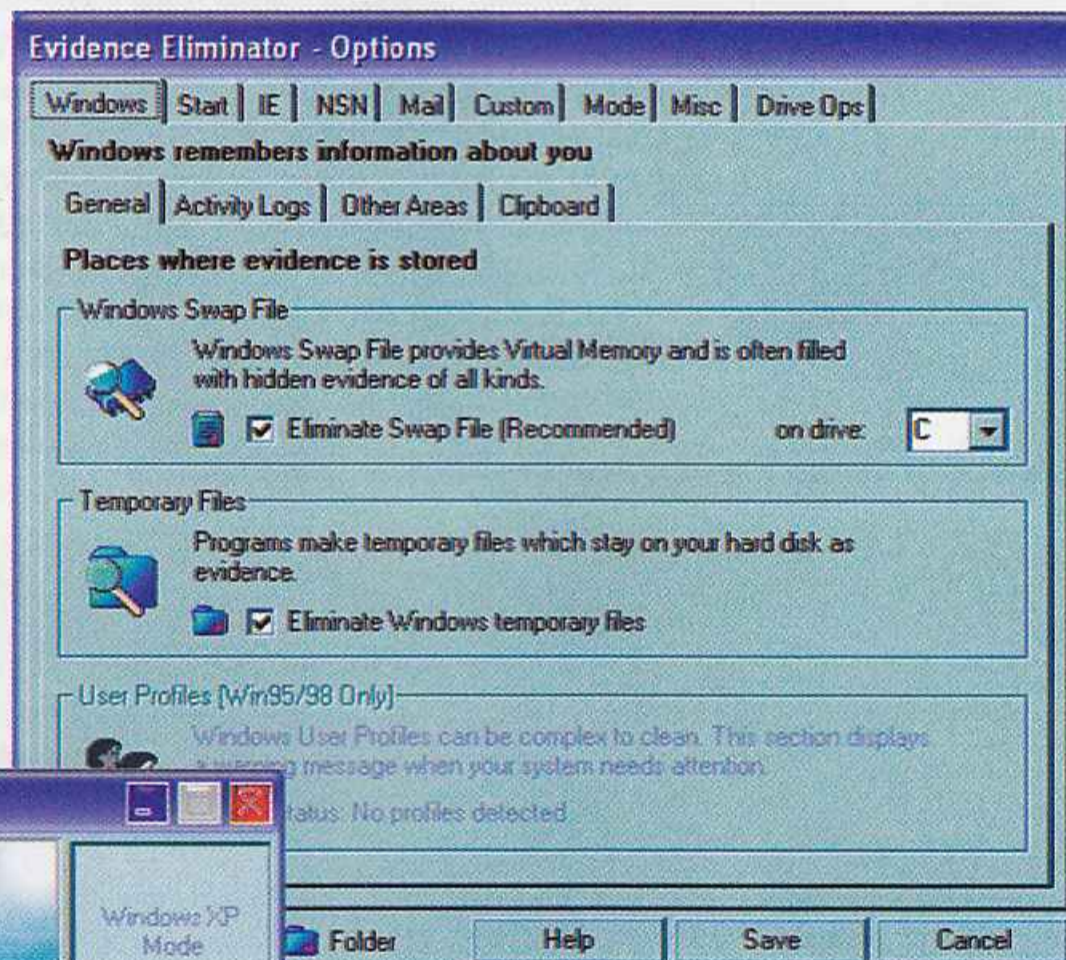 Evidence Eliminator - Options
Windows Start IE NSN Mail Custom Mode Misc Drive Ops
Windows remembers information about you
General Activity Logs Other Areas Clipboard
Places where evidence is stored
Windows Swap File
Windows Swap File provides Virtual Memory and is often filled
with hidden evidence of all kinds.
Eliminate Swap File (Recommended) on drive: C
Temporary Files
Programs make temporary files which stay on your hard disk as
evidence.
Eliminate Windows temporary files
User Profiles [Win95/98 Only]
Windows User Profiles can be complex to clean. This section displays
a warning message when your system needs attention.
No profiles detected
Windows XP
Mode
Folder Help Save Cancel